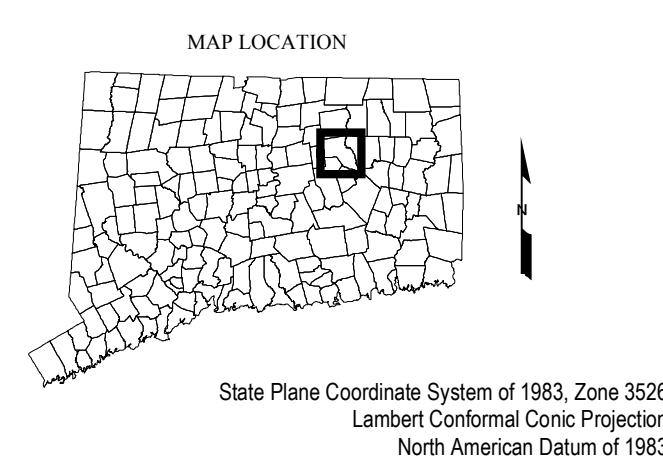 MAP LOCATION
N
State Plane Coordinate System of 1983, Zone 3526
Lambert Conformal Conic Projection
North American Datum of 1983